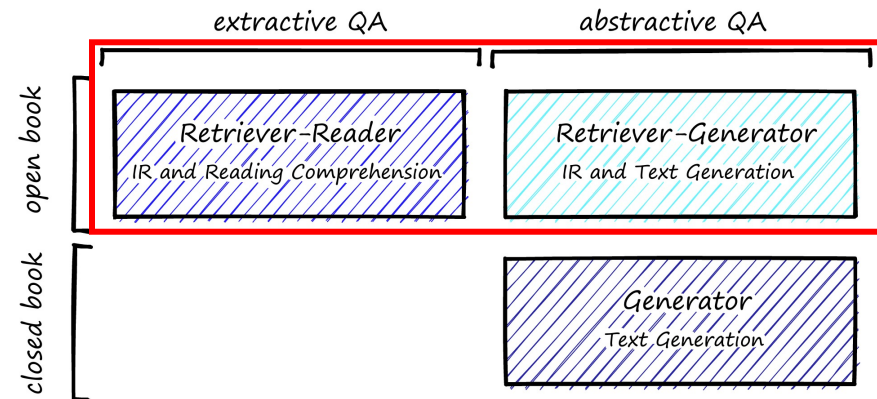 extractive QA
abstractive QA
open book
Retriever-Reader
IR and Reading Comprehension
Retriever-Generator
IR and Text Generation
closed book
Generator
Text Generation